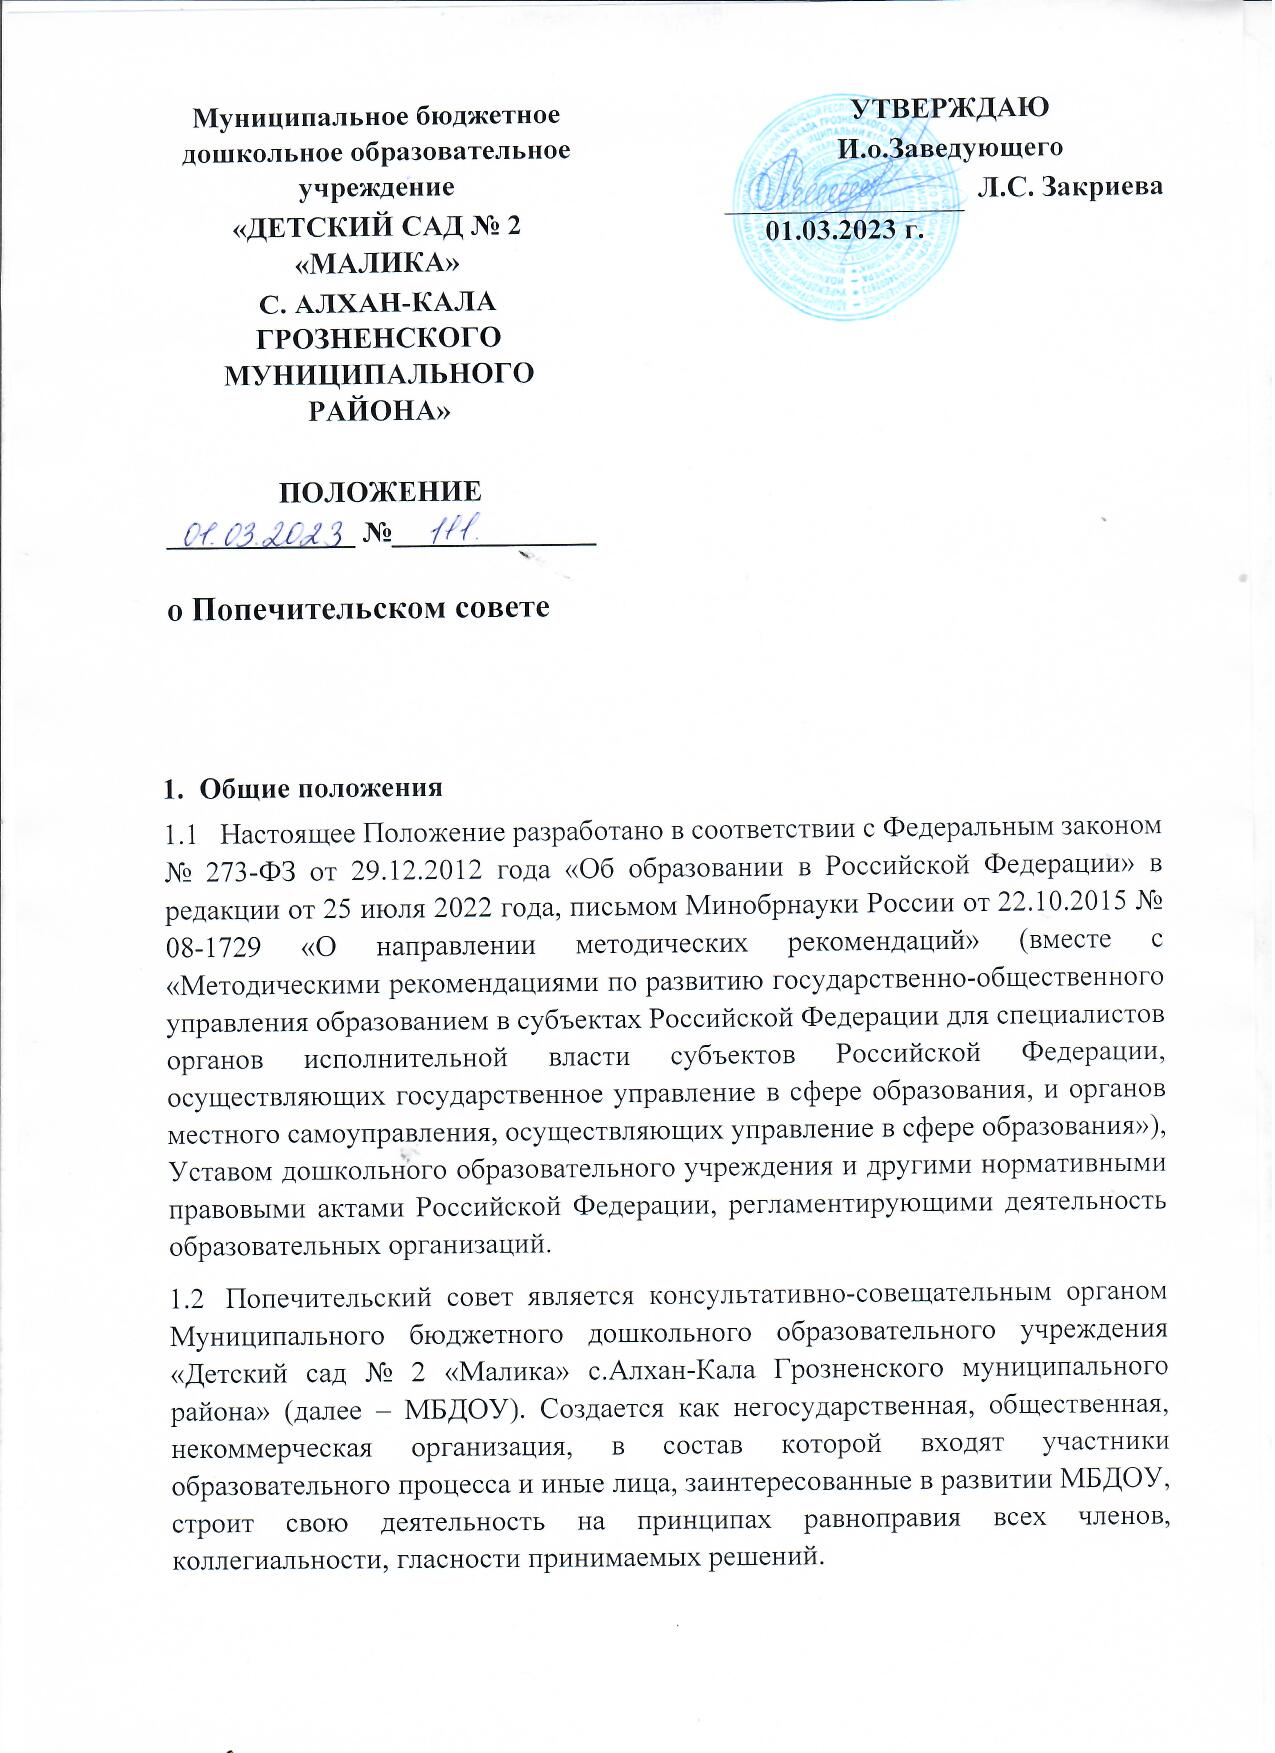 Муниципальное бюджетное
дошкольное образовательное
учреждение
«ДЕТСКИЙ САД № 2
«МАЛИКА»
С. АЛХАН-КАЛА
ГРОЗНЕНСКОГО
МУНИЦИПАЛЬНОГО
РАЙОНА»
УТВЕРЖДАЮ
И.о.Заведующего
Л.С. Закриева
01.03.2023 г.
ПОЛОЖЕНИЕ
01.03.2023 № 111.
о Попечительском совете
1. Общие положения
1.1 Настоящее Положение разработано в соответствии с Федеральным законом
№ 273-ФЗ от 29.12.2012 года «Об образовании в Российской Федерации» в
редакции от 25 июля 2022 года, письмом Минобрнауки России от 22.10.2015 №
08-1729 «О направлении методических рекомендаций» (вместе с
«Методическими рекомендациями по развитию государственно-общественного
управления образованием в субъектах Российской Федерации для специалистов
органов исполнительной власти субъектов Российской Федерации,
осуществляющих государственное управление в сфере образования, и органов
местного самоуправления, осуществляющих управление в сфере образования»),
Уставом дошкольного образовательного учреждения и другими нормативными
правовыми актами Российской Федерации, регламентирующими деятельность
образовательных организаций.
1.2 Попечительский совет является консультативно-совещательным органом
Муниципального бюджетного дошкольного образовательного учреждения
«Детский сад № 2 «Малика» с.Алхан-Кала Грозненского муниципального
района» (далее – МБДОУ). Создается как негосударственная, общественная,
некоммерческая организация, в состав которой входят участники
образовательного процесса и иные лица, заинтересованные в развитии МБДОУ,
строит свою деятельность на принципах равноправия всех членов,
коллегиальности, гласности принимаемых решений.